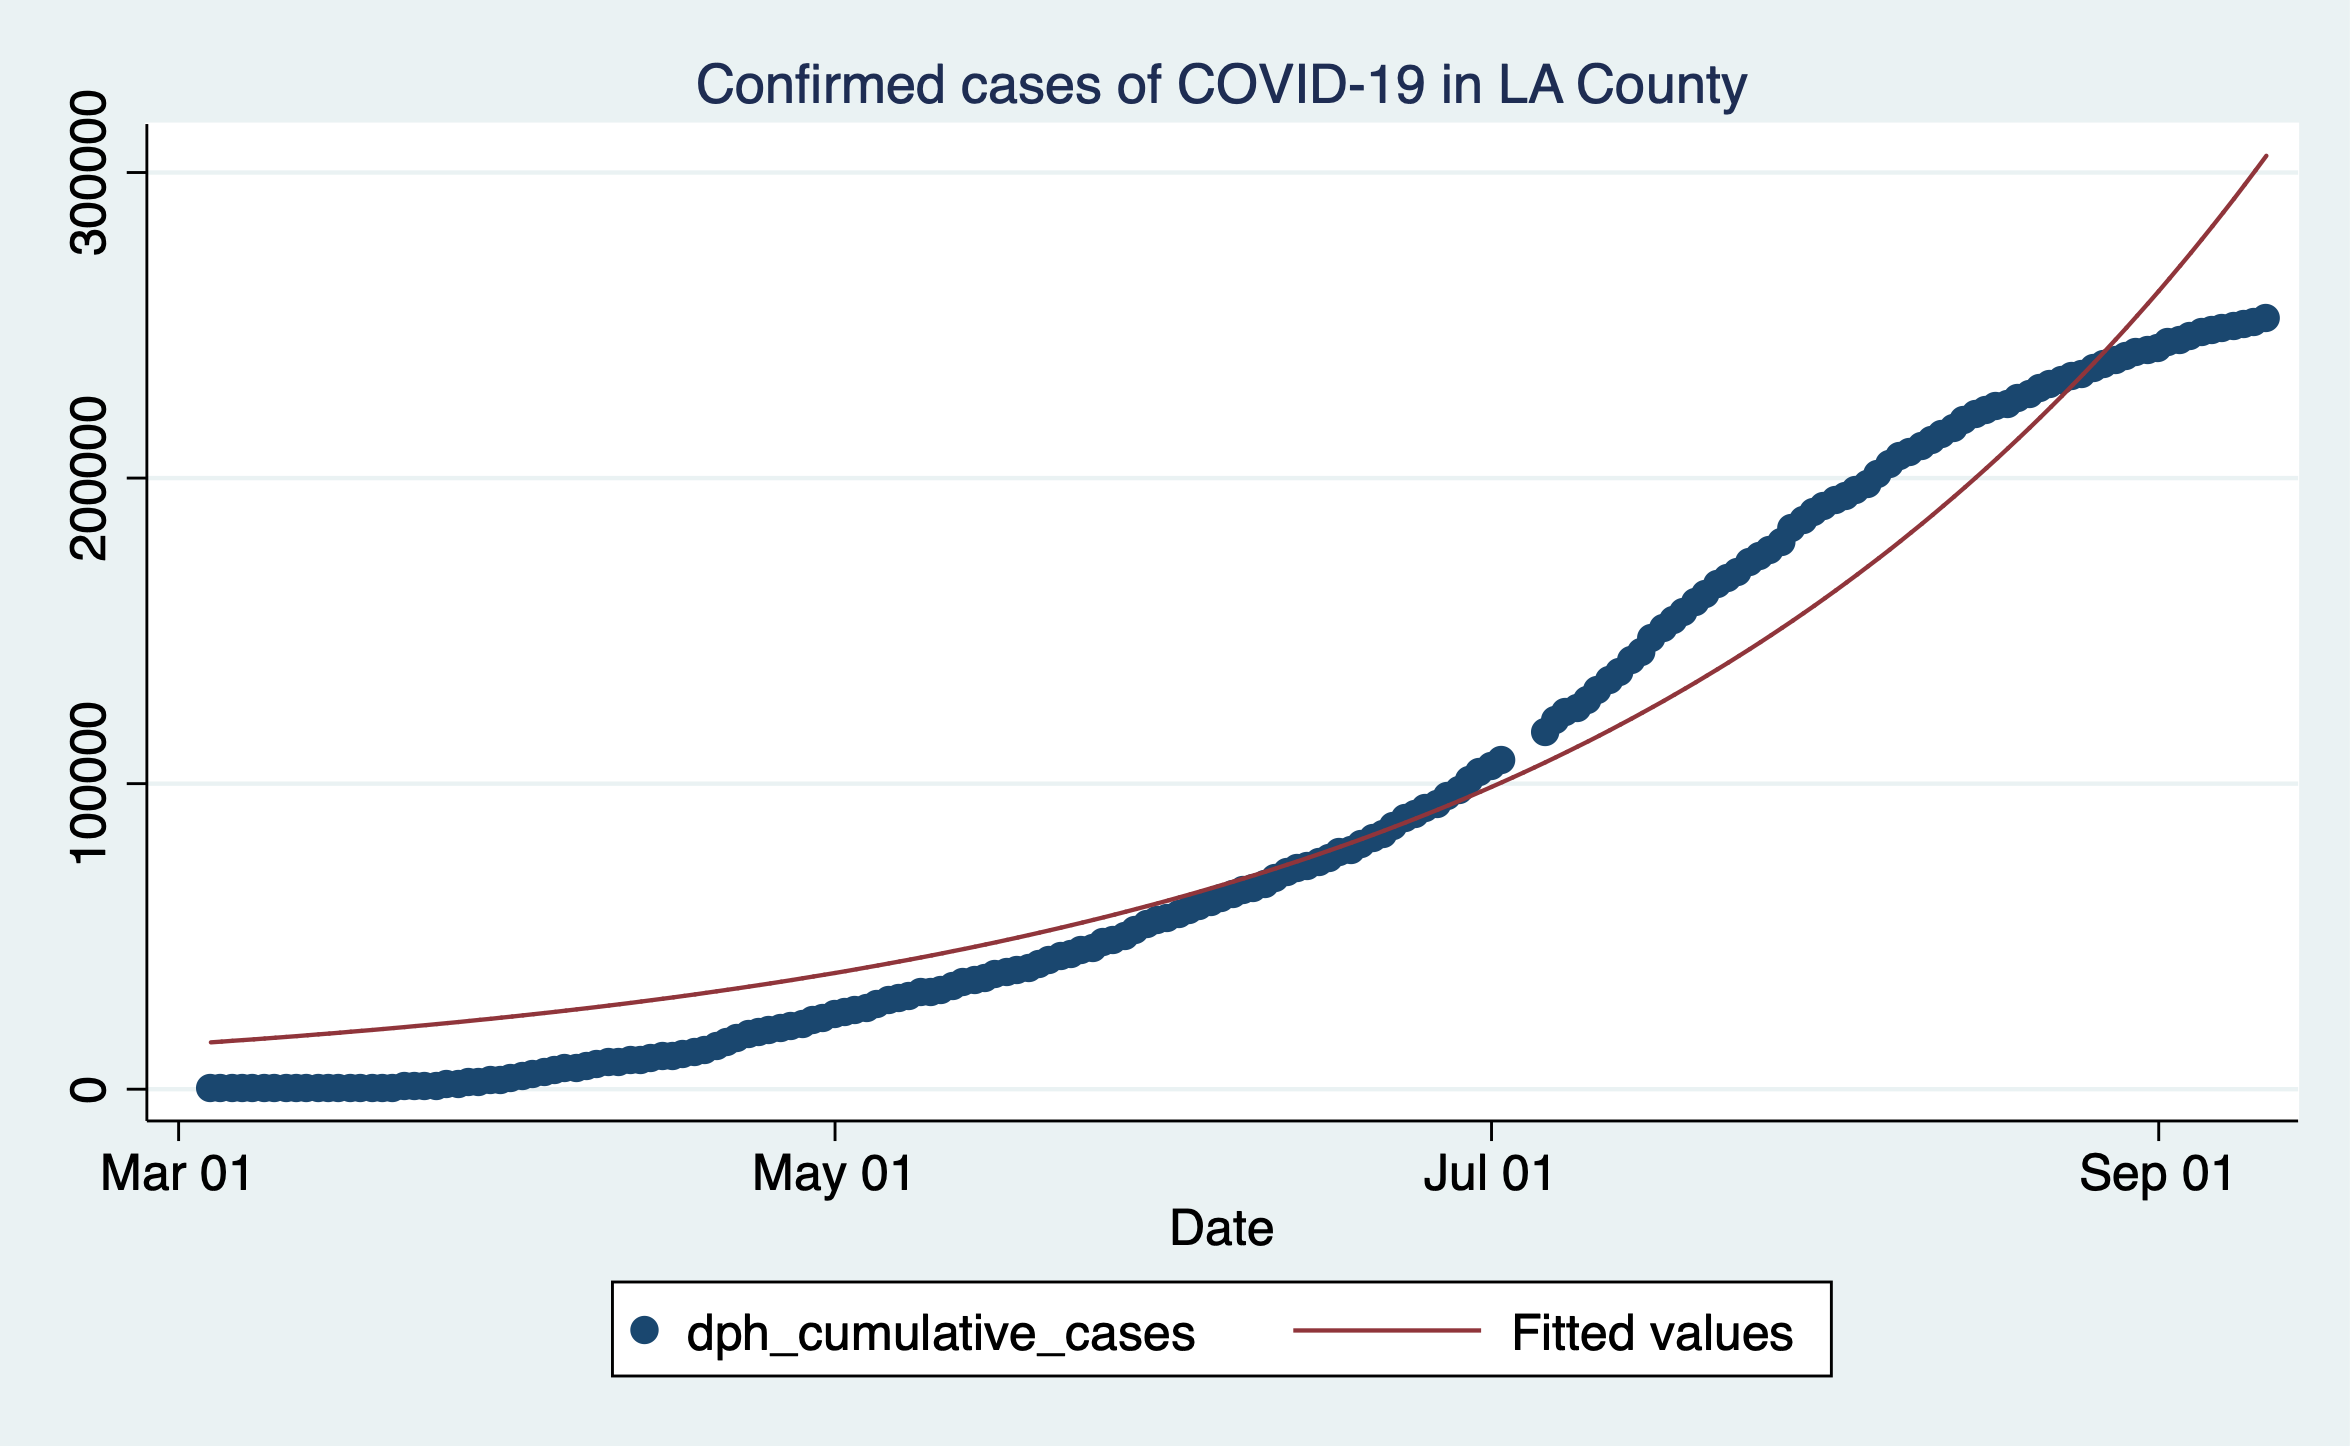 Confirmed cases of COVID-19 in LA County
300000
200000
100000
0
Mar 01 May 01 Jul 01 Sep 01
Date
dph_cumulative_cases Fitted values